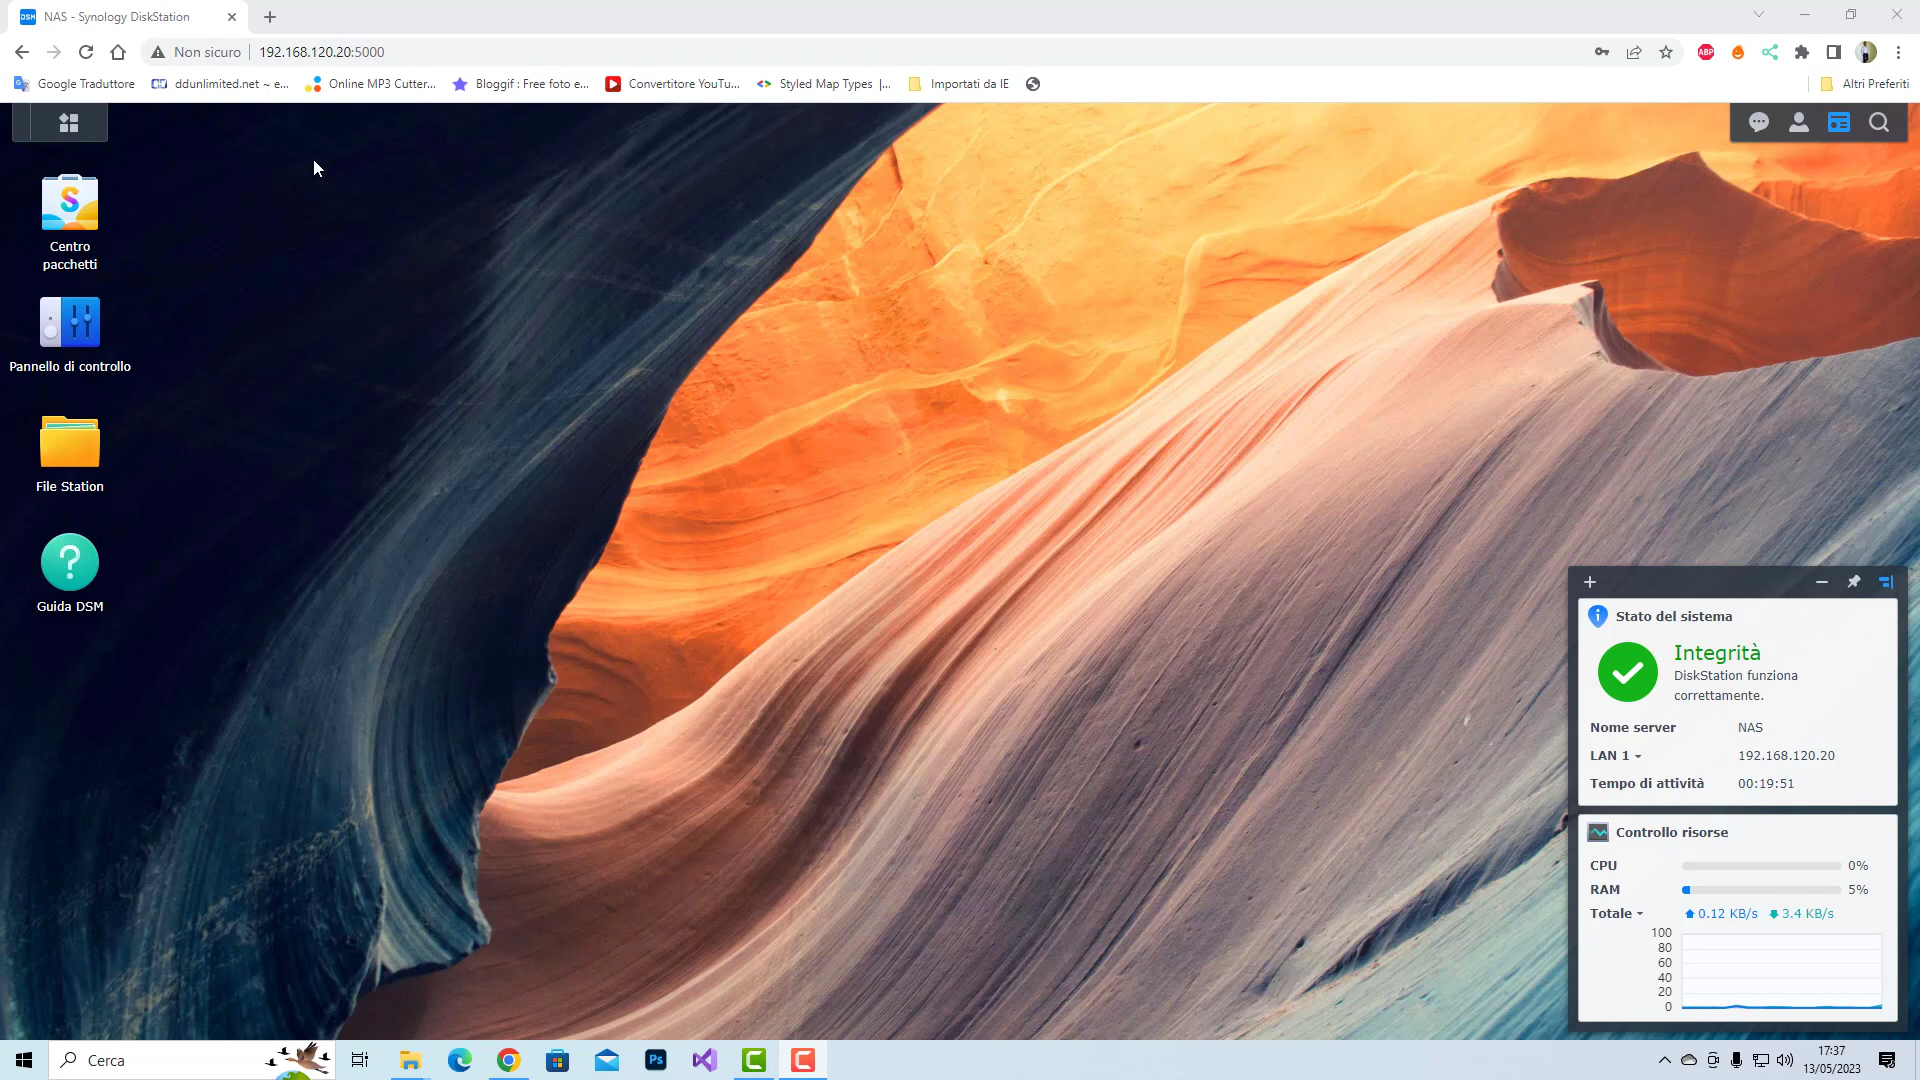 NAS - Synology DiskStation
Non sicuro
192.168.120.20:5000
ABP
Google Traduttore
ddunlimited.net ~ e...
Online MP3 Cutter...
Bloggif : Free foto e...
Convertitore YouTu...
Styled Map Types |...
Importati da IE
Altri Preferiti
Centro
pacchetti
Pannello di controllo
File Station
Guida DSM
Stato del sistema
Integrità
DiskStation funziona
correttamente.
Nome server NAS
LAN 1 192.168.120.20
Tempo di attività 00:19:51
Controllo risorse
CPU 0%
RAM 5%
Totale 0.12 KB/s 3.4 KB/s
100
80
60
40
20
0
Cerca
Ps
17:37
13/05/2023